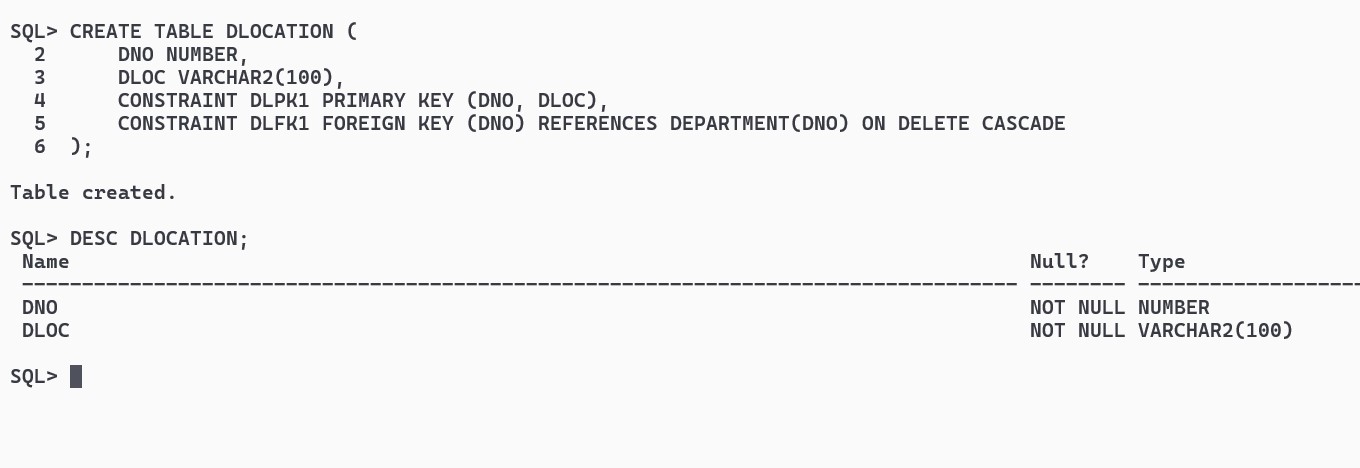 SQL> CREATE TABLE DLOCATION (
  2      DNO NUMBER,
  3      DLOC VARCHAR2(100),
  4      CONSTRAINT DLPK1 PRIMARY KEY (DNO, DLOC),
  5      CONSTRAINT DLFK1 FOREIGN KEY (DNO) REFERENCES DEPARTMENT(DNO) ON DELETE CASCADE
  6  );
Table created.
SQL> DESC DLOCATION;
 Name                                                                                Null?    Type
 ----------------------------------------------------------------------------------- -------- -------------------
 DNO                                                                                 NOT NULL NUMBER
 DLOC                                                                                NOT NULL VARCHAR2(100)
SQL>